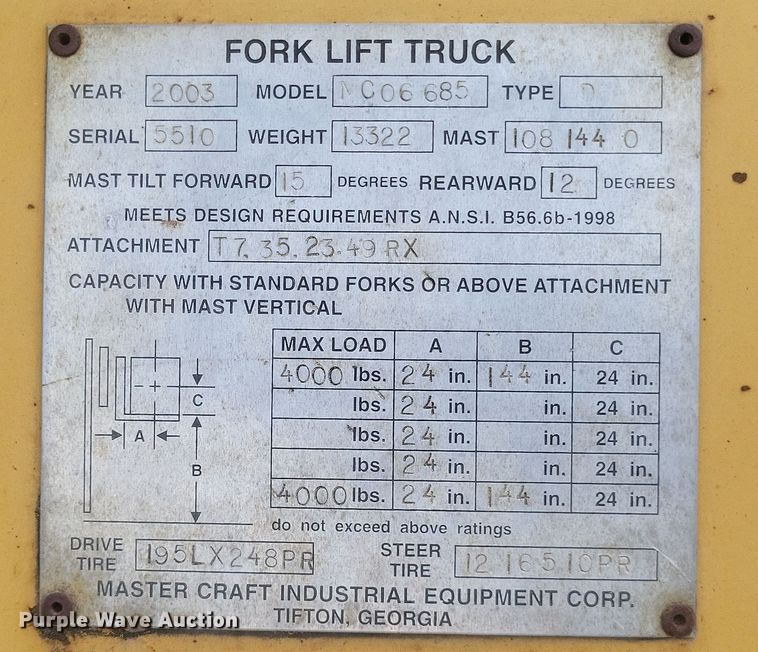 FORK LIFT TRUCK
YEAR 2003 MODEL MC06 685 TYPE D
SERIAL 5510 WEIGHT 13322 MAST 108 144 0
MAST TILT FORWARD 15 DEGREES REARWARD 12 DEGREES
MEETS DESIGN REQUIREMENTS A.N.S.I. B56.6b-1998
ATTACHMENT T7.35.23.49 RX
CAPACITY WITH STANDARD FORKS OR ABOVE ATTACHMENT
WITH MAST VERTICAL
MAX LOAD A B C
4000 lbs. 24 in. 144 in. 24 in.
lbs. 24 in. in. 24 in.
lbs. 24 in. in. 24 in.
lbs. 24 in. in. 24 in.
4000 lbs. 24 in. 144 in. 24 in.
A
B
C
do not exceed above ratings
DRIVE TIRE 195LX248PR STEER TIRE 12 16510PR
MASTER CRAFT INDUSTRIAL EQUIPMENT CORP.
TIFTON, GEORGIA
Purple Wave Auction